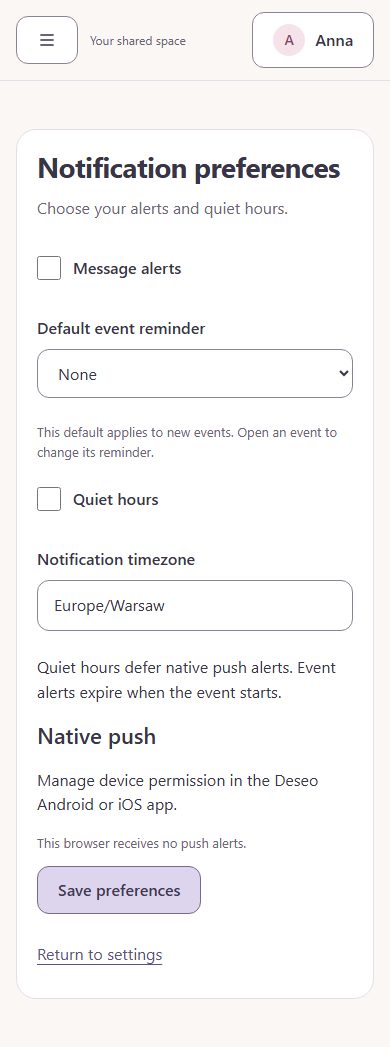 Your shared space
A Anna
Notification preferences
Choose your alerts and quiet hours.
Message alerts
Default event reminder
None
This default applies to new events. Open an event to
change its reminder.
Quiet hours
Notification timezone
Europe/Warsaw
Quiet hours defer native push alerts. Event
alerts expire when the event starts.
Native push
Manage device permission in the Deseo
Android or iOS app.
This browser receives no push alerts.
Save preferences
Return to settings